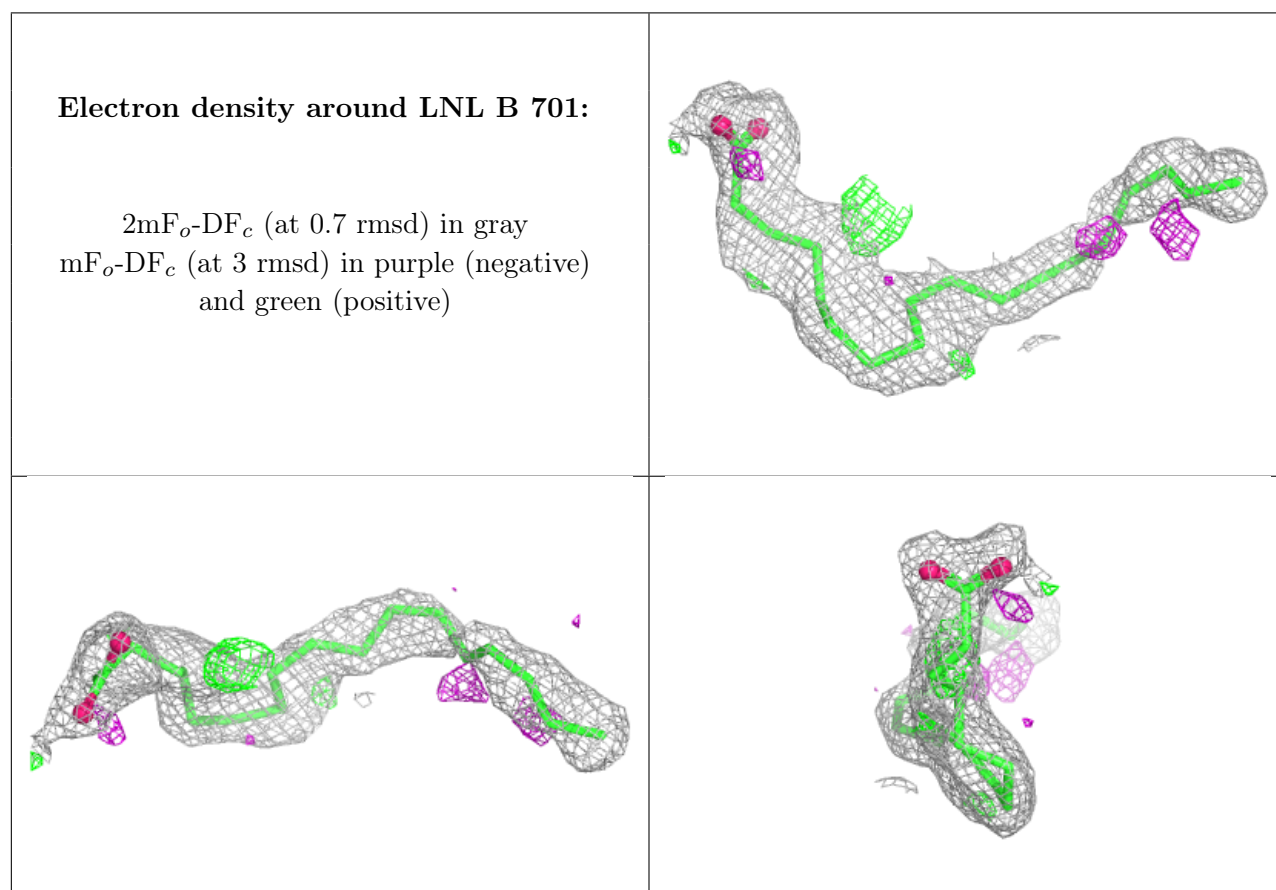 Electron density around LNL B 701:
2mFo-DFc (at 0.7 rmsd) in gray
mFo-DFc (at 3 rmsd) in purple (negative)
and green (positive)